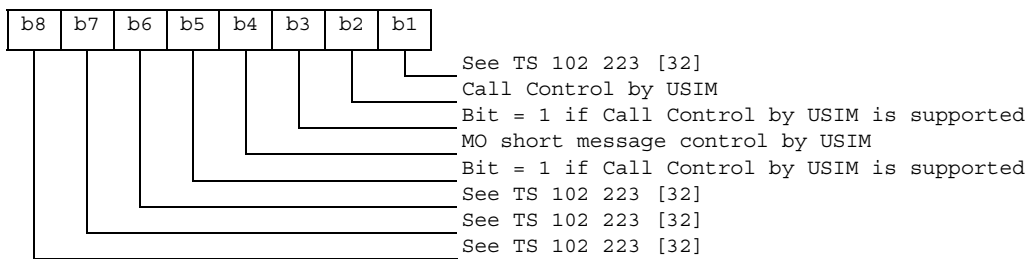 b8 b7 b6 b5 b4 b3 b2 b1
See TS 102 223 [32]
Call Control by USIM
Bit = 1 if Call Control by USIM is supported
MO short message control by USIM
Bit = 1 if Call Control by USIM is supported
See TS 102 223 [32]
See TS 102 223 [32]
See TS 102 223 [32]